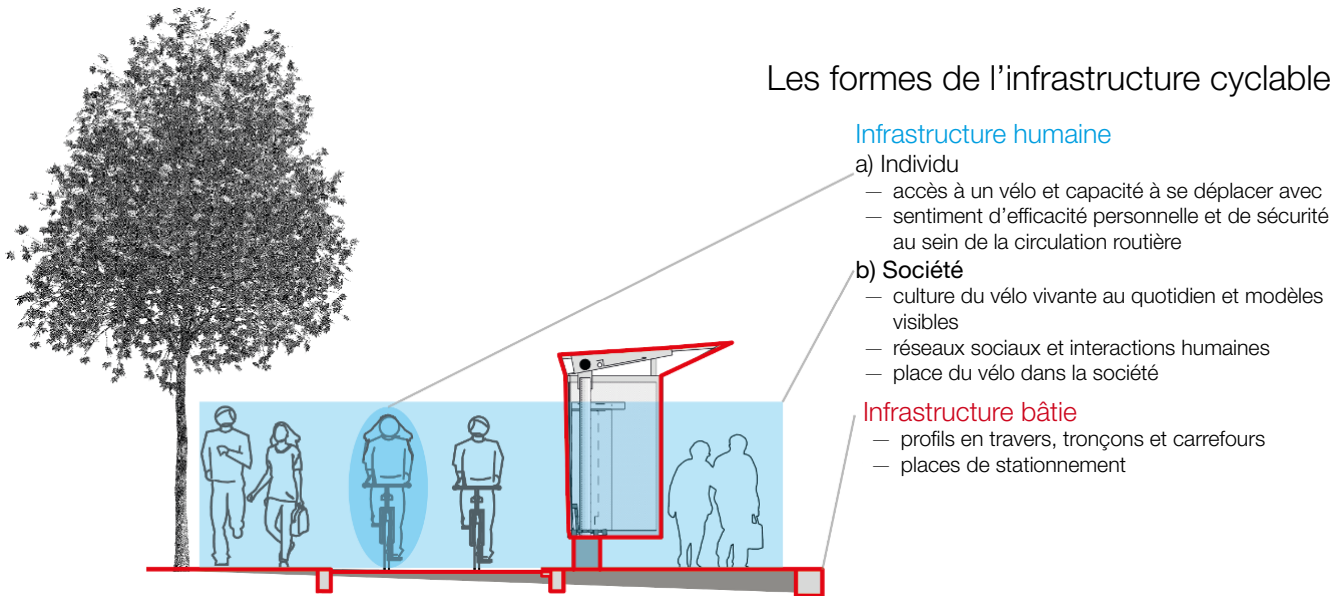 Les formes de l’infrastructure cyclable
Infrastructure humaine
a) Individu
— accès à un vélo et capacité à se déplacer avec
— sentiment d’efficacité personnelle et de sécurité
au sein de la circulation routière
b) Société
— culture du vélo vivante au quotidien et modèles
visibles
— réseaux sociaux et interactions humaines
— place du vélo dans la société
Infrastructure bâtie
— profils en travers, tronçons et carrefours
— places de stationnement